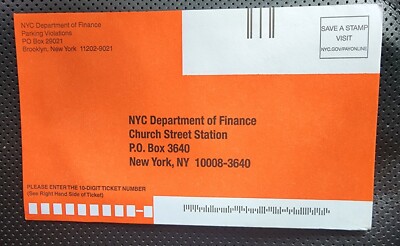 NYC Department of Finance
Parking Violations
PO Box 29021
Brooklyn, New York 11202-9021
SAVE A STAMP
VISIT
NYC.GOV/PAYONLINE
NYC Department of Finance
Church Street Station
P.O. Box 3640
New York, NY 10008-3640
PLEASE ENTER THE 10-DIGIT TICKET NUMBER
(See Right Hand Side of Ticket)